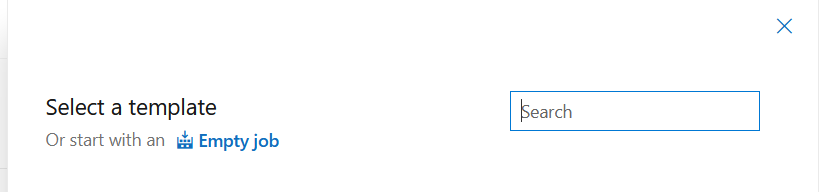 Select a template
Search
Or start with an Empty job